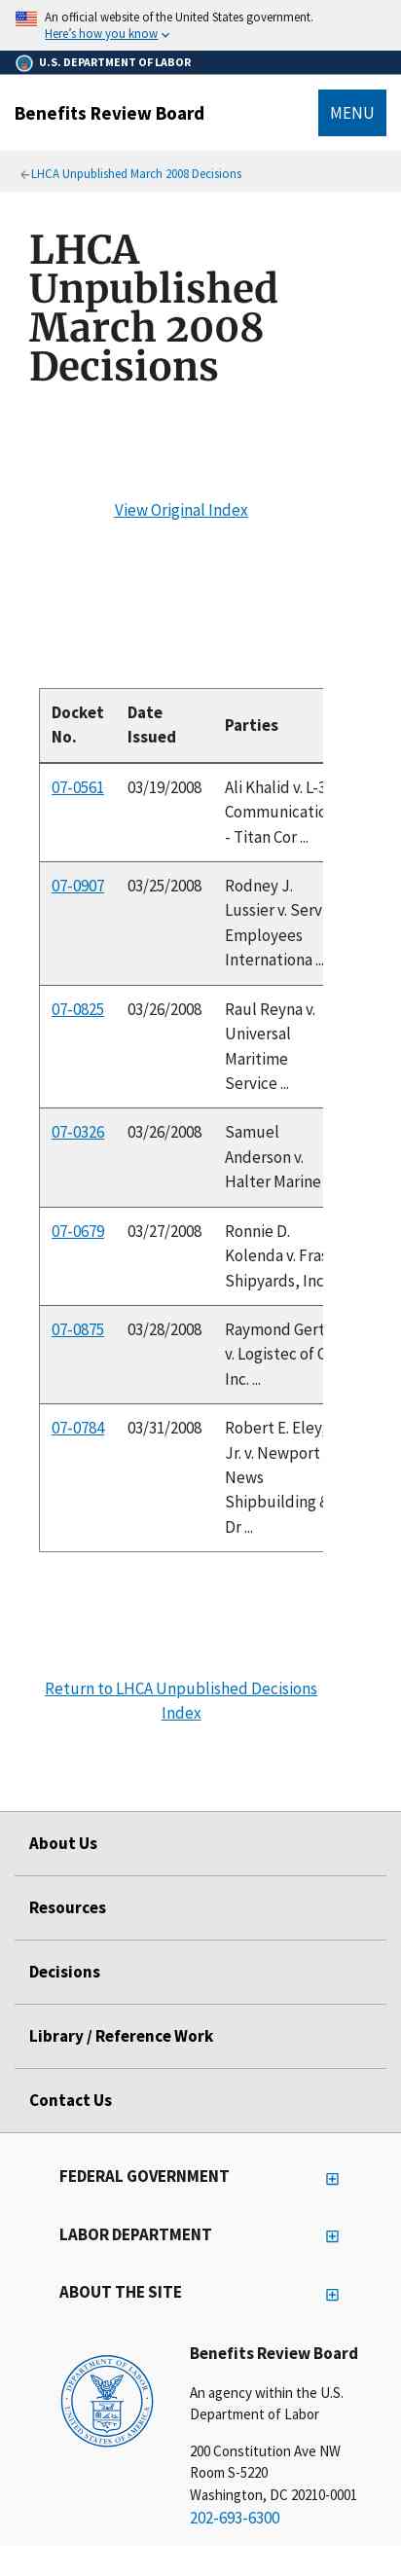 An official website of the United States government.
Here's how you know
U.S. DEPARTMENT OF LABOR
Benefits Review Board
MENU
LHCA Unpublished March 2008 Decisions
LHCA
Unpublished
March 2008
Decisions
View Original Index
Docket No. Date Issued Parties
07-0561 03/19/2008 Ali Khalid v. L-3
Communicatio
- Titan Cor ...
07-0907 03/25/2008 Rodney J.
Lussier v. Serv
Employees
Internationa ...
07-0825 03/26/2008 Raul Reyna v.
Universal
Maritime
Service ...
07-0326 03/26/2008 Samuel
Anderson v.
Halter Marine
07-0679 03/27/2008 Ronnie D.
Kolenda v. Fras
Shipyards, Inc
07-0875 03/28/2008 Raymond Gert
v. Logistec of C
Inc. ...
07-0784 03/31/2008 Robert E. Eley,
Jr. v. Newport
News
Shipbuilding &
Dr ...
Return to LHCA Unpublished Decisions
Index
About Us
Resources
Decisions
Library / Reference Work
Contact Us
FEDERAL GOVERNMENT
LABOR DEPARTMENT
ABOUT THE SITE
DEPARTMENT OF LABOR
UNITED STATES OF AMERICA
Benefits Review Board
An agency within the U.S.
Department of Labor
200 Constitution Ave NW
Room S-5220
Washington, DC 20210-0001
202-693-6300